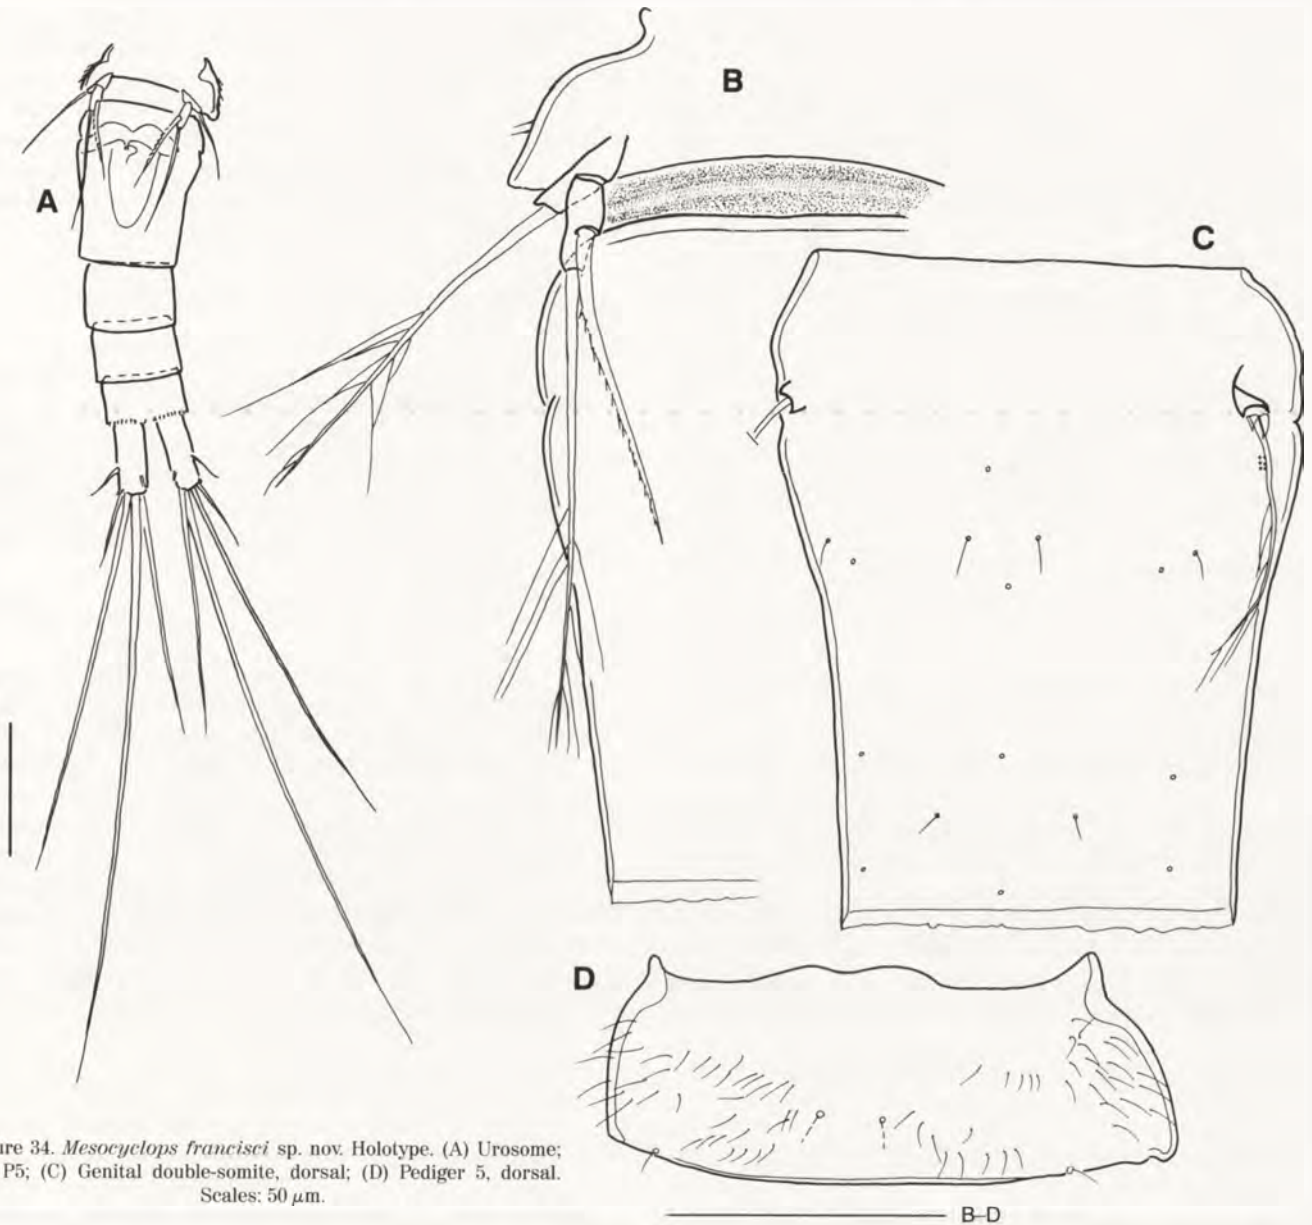 A
B
C
D
ure 34. Mesocyclops francisci sp. nov. Holotype. (A) Urosome;
P5; (C) Genital double-somite, dorsal; (D) Pediger 5, dorsal.
Scales: 50 μm.
B-D